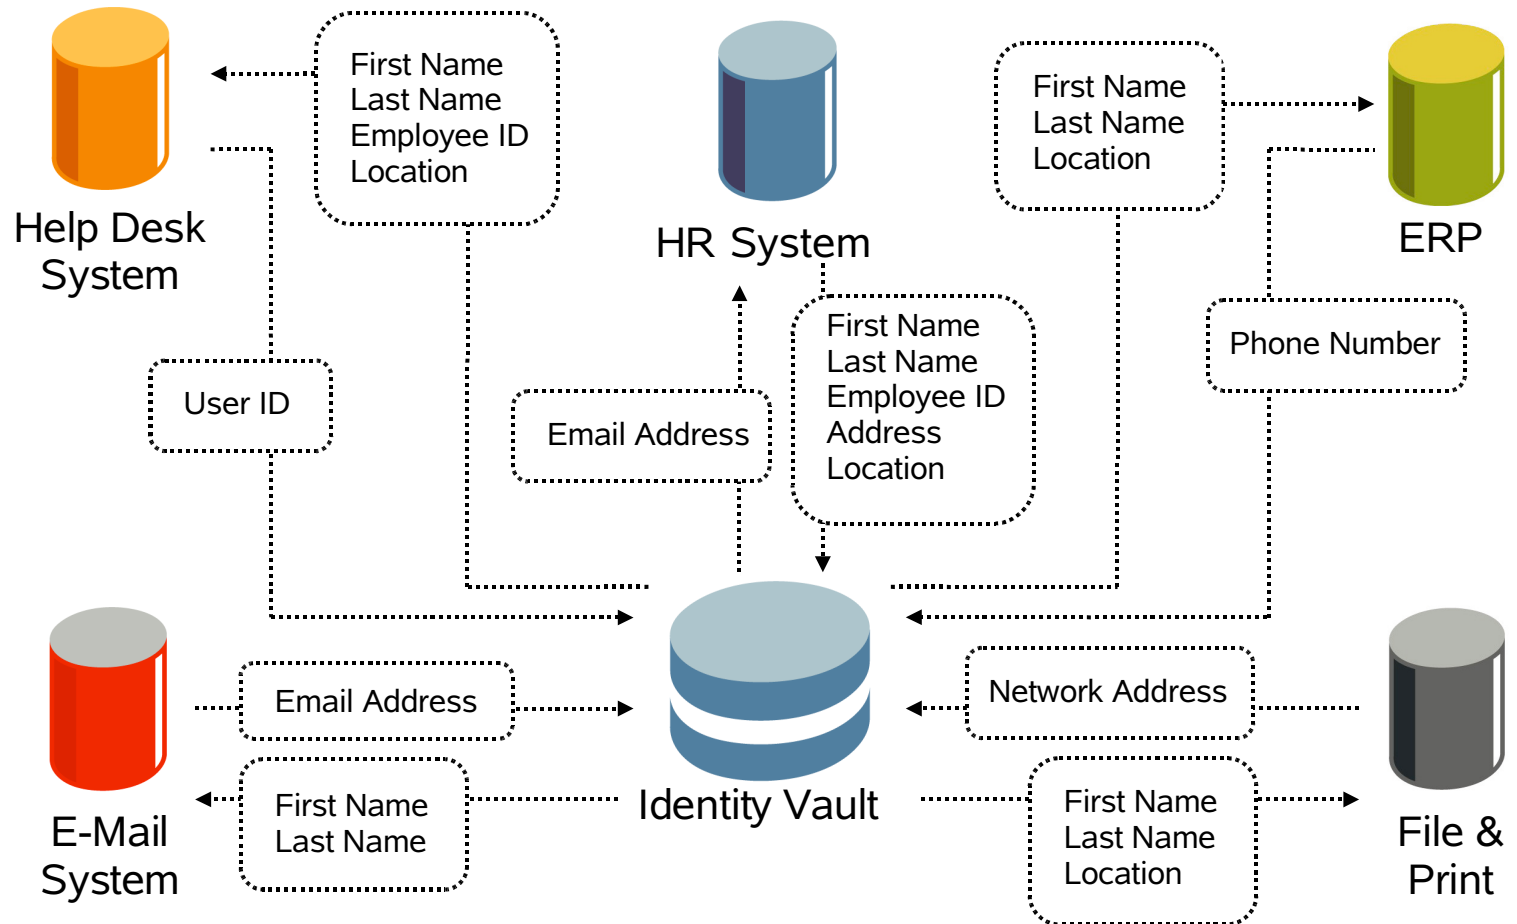 First Name
Last Name
Employee ID
Location
First Name
Last Name
Location
Help Desk
System
HR System
ERP
User ID
Email Address
First Name
Last Name
Employee ID
Address
Location
Phone Number
Email Address
Network Address
First Name
Last Name
Identity Vault
First Name
Last Name
Location
E-Mail
System
File &
Print